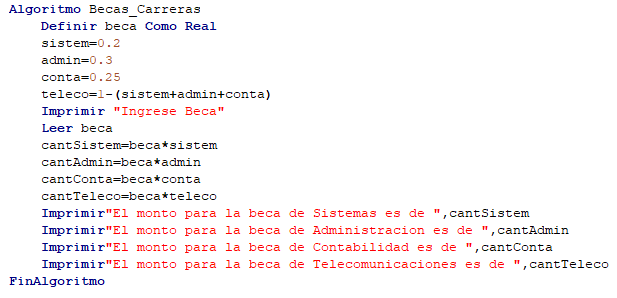 Algoritmo Becas_Carreras
    Definir beca Como Real
    sistem=0.2
    admin=0.3
    conta=0.25
    teleco=1-(sistem+admin+conta)
    Imprimir "Ingrese Beca"
    Leer beca
    cantSistem=beca*sistem
    cantAdmin=beca*admin
    cantConta=beca*conta
    cantTeleco=beca*teleco
    Imprimir"El monto para la beca de Sistemas es de ",cantSistem
    Imprimir"El monto para la beca de Administracion es de ",cantAdmin
    Imprimir"El monto para la beca de Contabilidad es de ",cantConta
    Imprimir"El monto para la beca de Telecomunicaciones es de ",cantTeleco
FinAlgoritmo